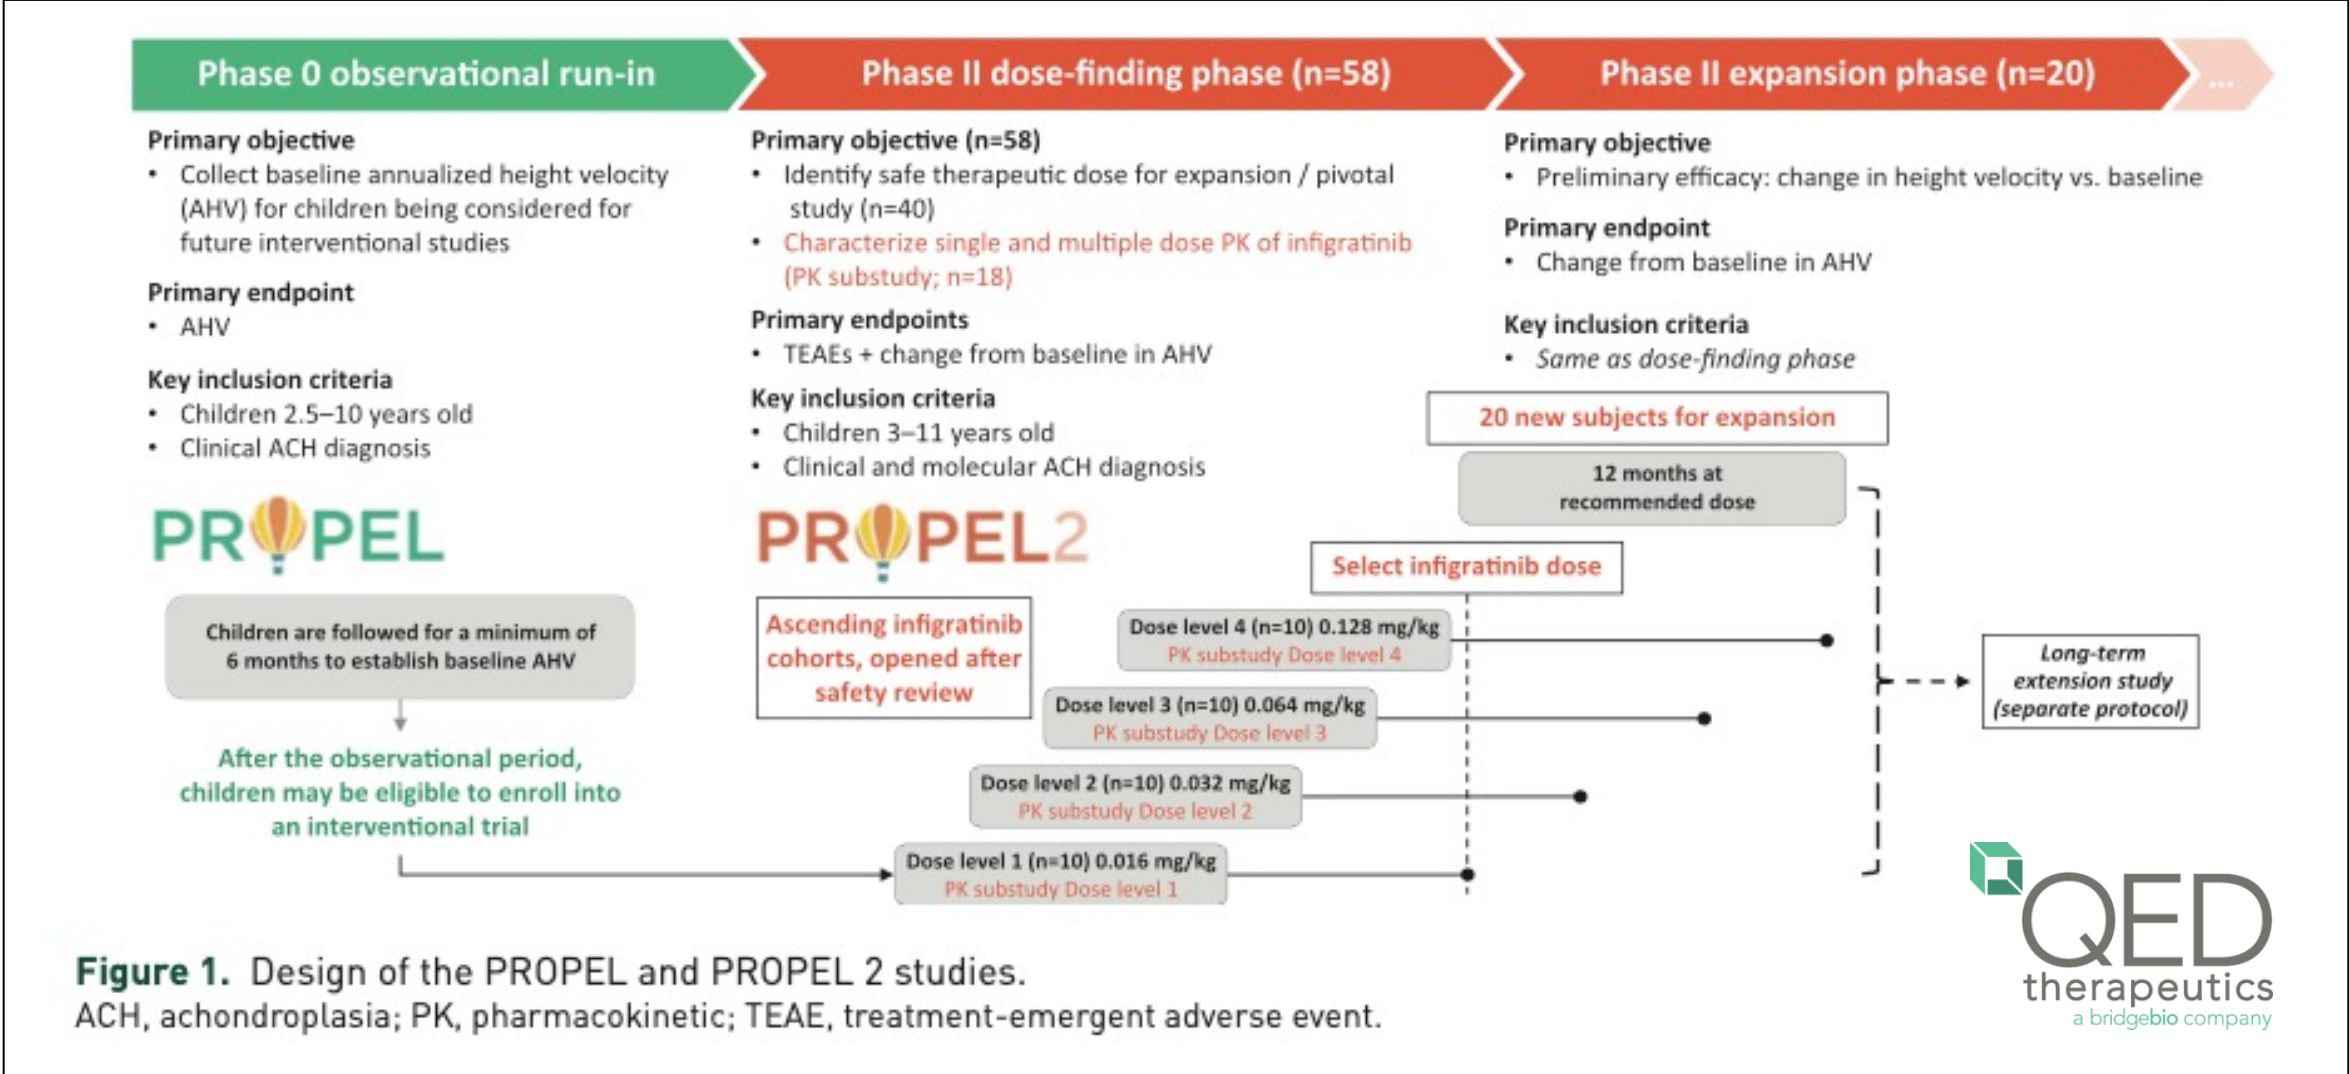 Phase 0 observational run-in
Primary objective
• Collect baseline annualized height velocity
(AHV) for children being considered for
future interventional studies
Primary endpoint
• AHV
Key inclusion criteria
• Children 2.5–10 years old
• Clinical ACH diagnosis
PROPEL
Children are followed for a minimum of
6 months to establish baseline AHV
After the observational period,
children may be eligible to enroll into
an interventional trial
Phase II dose-finding phase (n=58)
Primary objective (n=58)
• Identify safe therapeutic dose for expansion / pivotal
study (n=40)
• Characterize single and multiple dose PK of infigratinib
(PK substudy; n=18)
Primary endpoints
• TEAEs + change from baseline in AHV
Key inclusion criteria
• Children 3–11 years old
• Clinical and molecular ACH diagnosis
PROPEL2
Ascending infigratinib
cohorts, opened after
safety review
Dose level 4 (n=10) 0.128 mg/kg
PK substudy Dose level 4
Dose level 3 (n=10) 0.064 mg/kg
PK substudy Dose level 3
Dose level 2 (n=10) 0.032 mg/kg
PK substudy Dose level 2
Dose level 1 (n=10) 0.016 mg/kg
PK substudy Dose level 1
Select infigratinib dose
Phase II expansion phase (n=20)
...
Primary objective
• Preliminary efficacy: change in height velocity vs. baseline
Primary endpoint
• Change from baseline in AHV
Key inclusion criteria
• Same as dose-finding phase
20 new subjects for expansion
12 months at
recommended dose
Long-term
extension study
(separate protocol)
Figure 1. Design of the PROPEL and PROPEL 2 studies.
ACH, achondroplasia; PK, pharmacokinetic; TEAE, treatment-emergent adverse event.
QED
therapeutics
a bridgebio company